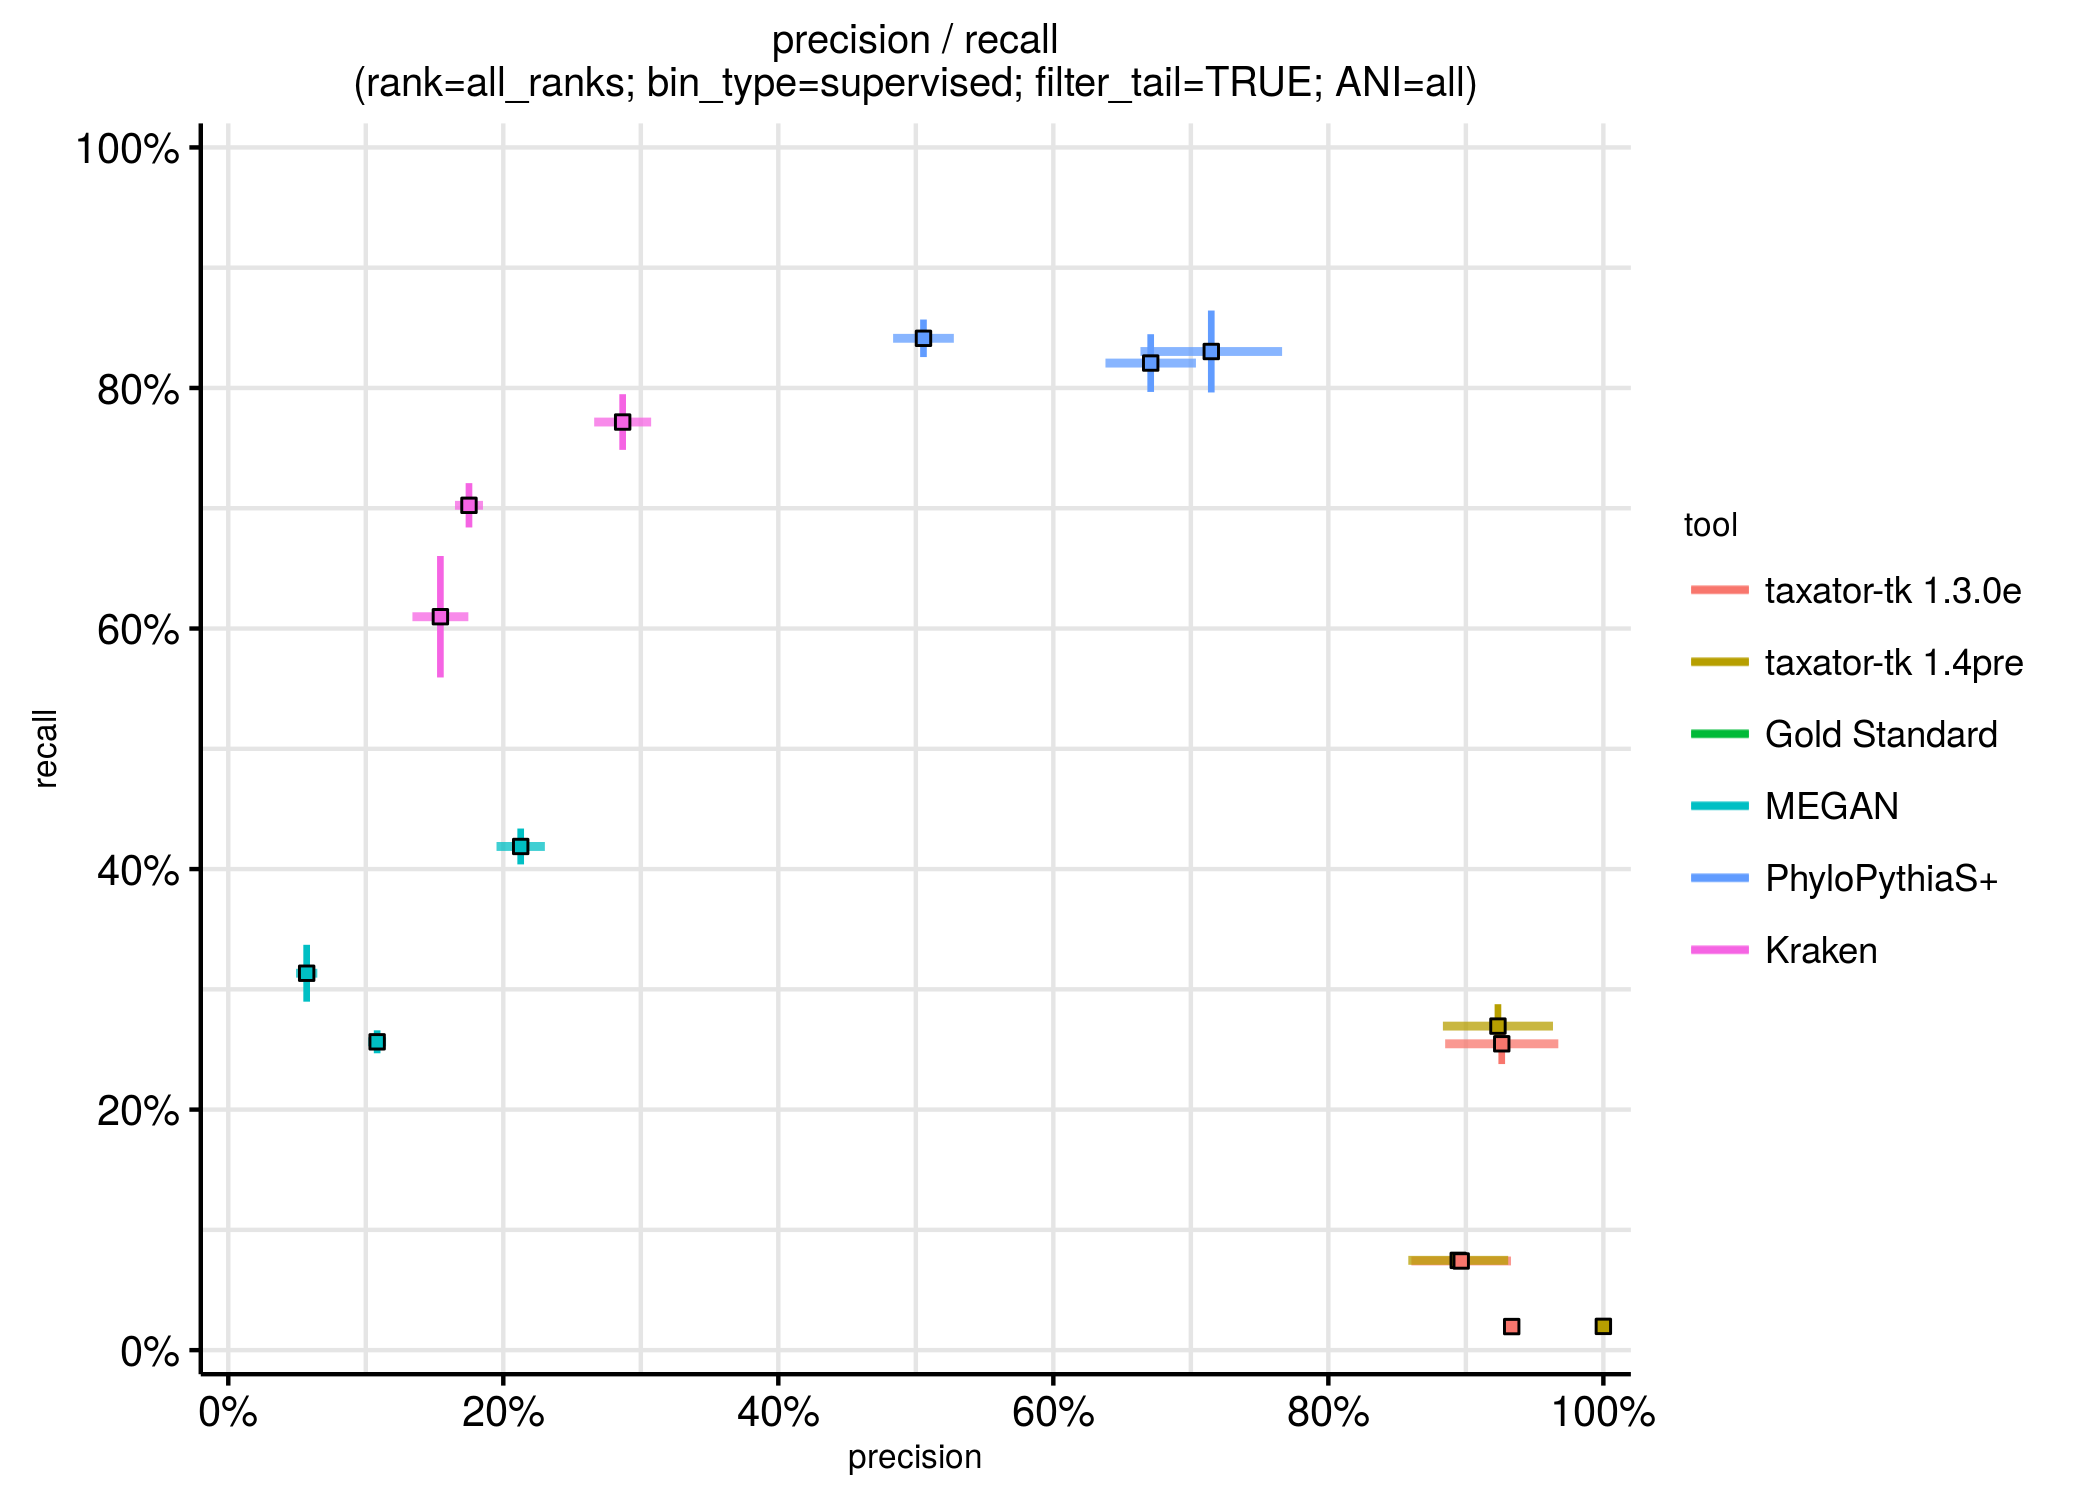 precision / recall
(rank=all_ranks; bin_type=supervised; filter_tail=TRUE; ANI=all)
100%
80%
60%
40%
20%
0%
recall
0%
20%
40%
60%
80%
100%
precision
tool
taxator-tk 1.3.0e
taxator-tk 1.4pre
Gold Standard
MEGAN
PhyloPythiaS+
Kraken